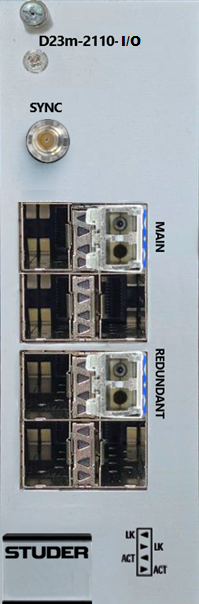 D23m-2110-I/O
SYNC
MAIN
REDUNDANT
LK
LK
ACT
ACT
STUDER